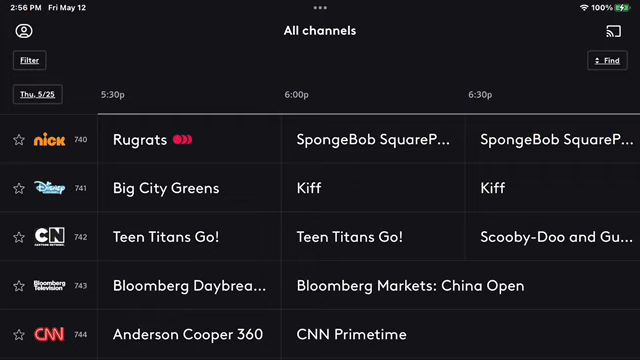 2:56 PM Fri May 12 100%
All channels
Filter Find
Thu, 5/25 5:30p 6:00p 6:30p
nick 740 Rugrats SpongeBob SquareP... SpongeBob SquareP...
Disney 741 Big City Greens Kiff Kiff
CN CARTOON NETWORK 742 Teen Titans Go! Teen Titans Go! Scooby-Doo and Gu...
Bloomberg Television 743 Bloomberg Daybrea... Bloomberg Markets: China Open
CNN 744 Anderson Cooper 360 CNN Primetime